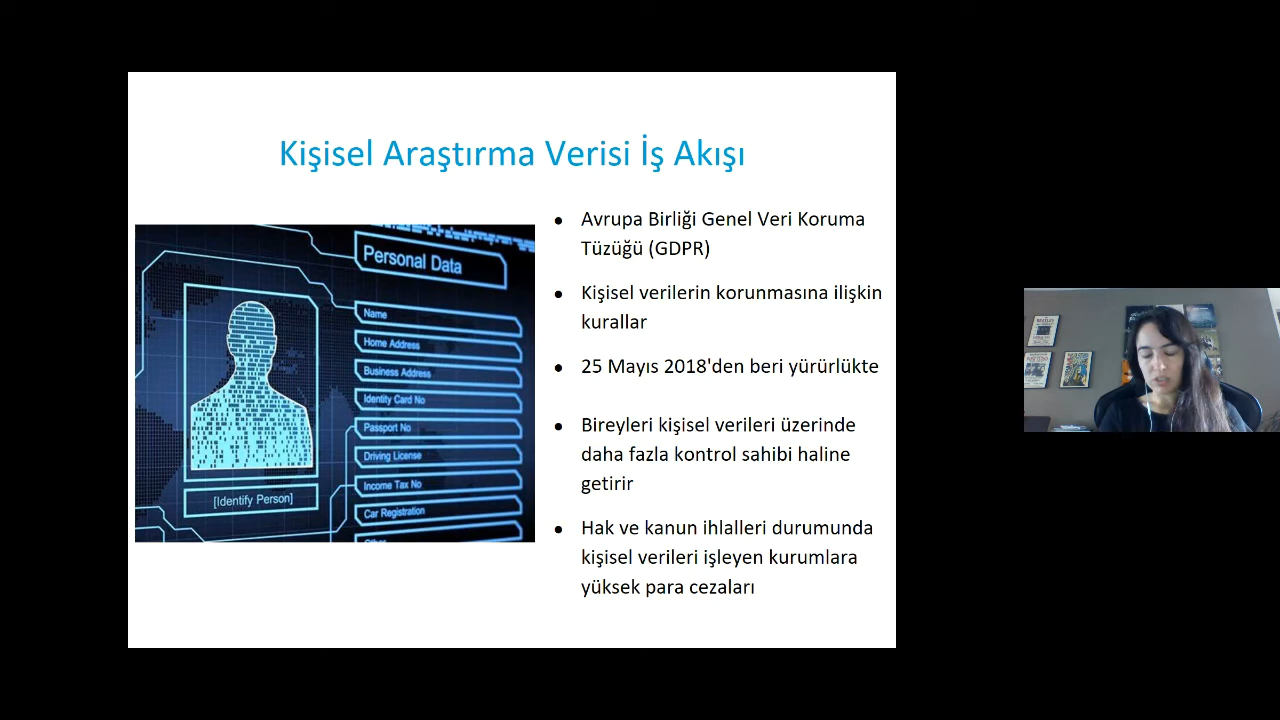 Kişisel Araştırma Verisi İş Akışı
Personal Data
Name
Home Address
Business Address
Identity Card No
Passport No
Driving License
Income Tax No
Car Registration
Other
[Identify Person]
Avrupa Birliği Genel Veri Koruma
Tüzüğü (GDPR)
Kişisel verilerin korunmasına ilişkin
kurallar
25 Mayıs 2018'den beri yürürlükte
Bireyleri kişisel verileri üzerinde
daha fazla kontrol sahibi haline
getirir
Hak ve kanun ihlalleri durumunda
kişisel verileri işleyen kurumlara
yüksek para cezaları